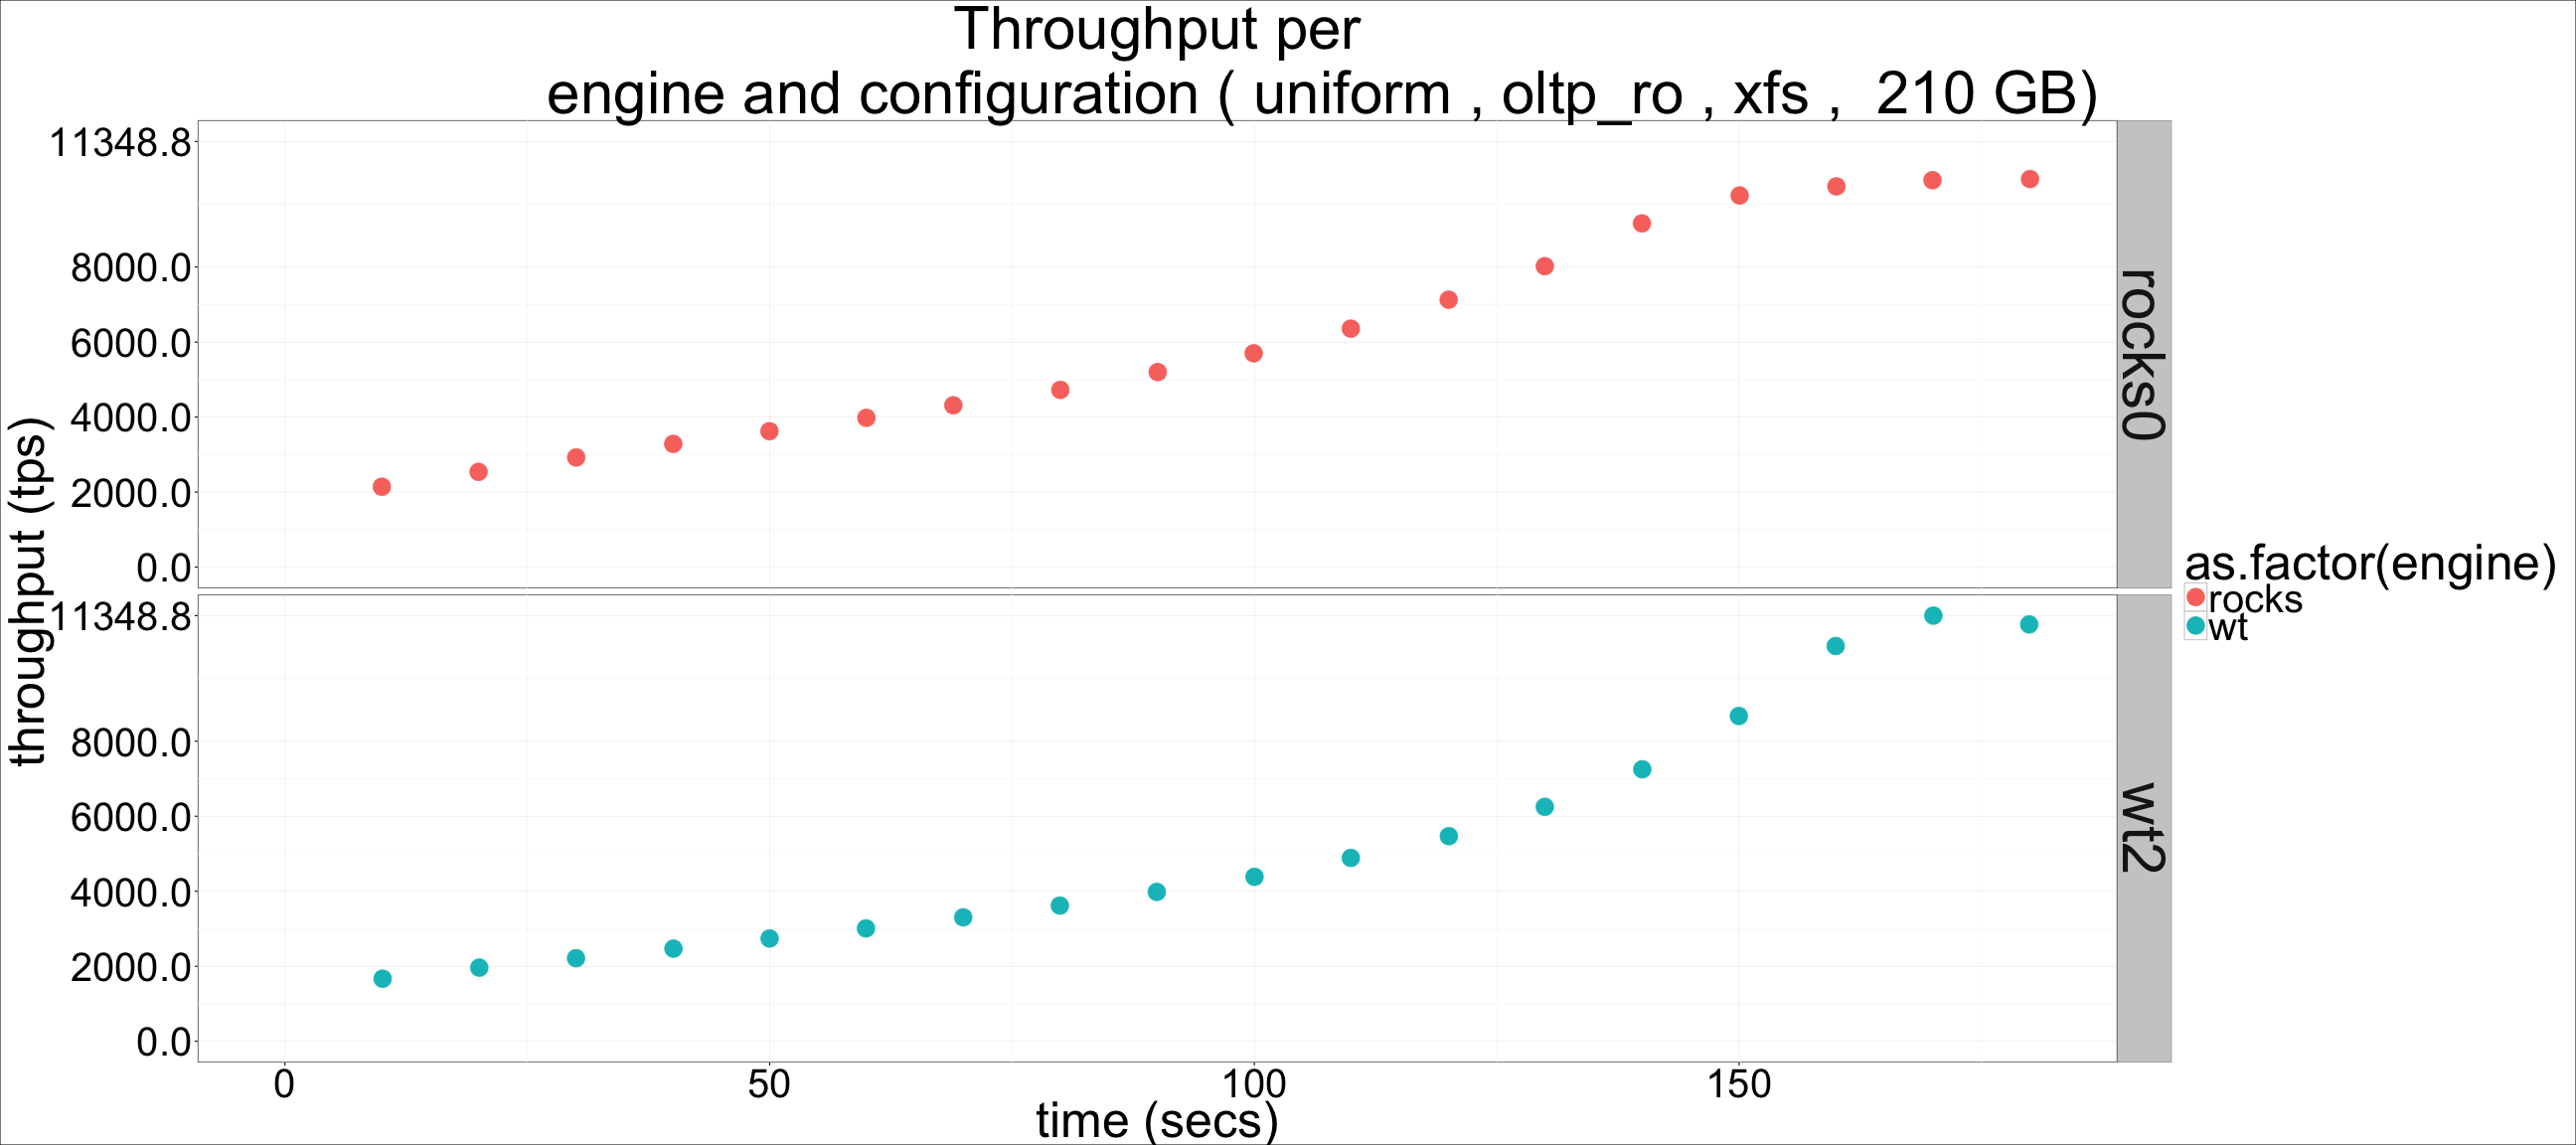 Throughput per
engine and configuration ( uniform , oltp_ro , xfs ,  210 GB)
throughput (tps)
11348.8
8000.0
6000.0
4000.0
2000.0
0.0
rocks0
11348.8
8000.0
6000.0
4000.0
2000.0
0.0
wt2
0 50 100 150
time (secs)
as.factor(engine)
rocks
wt